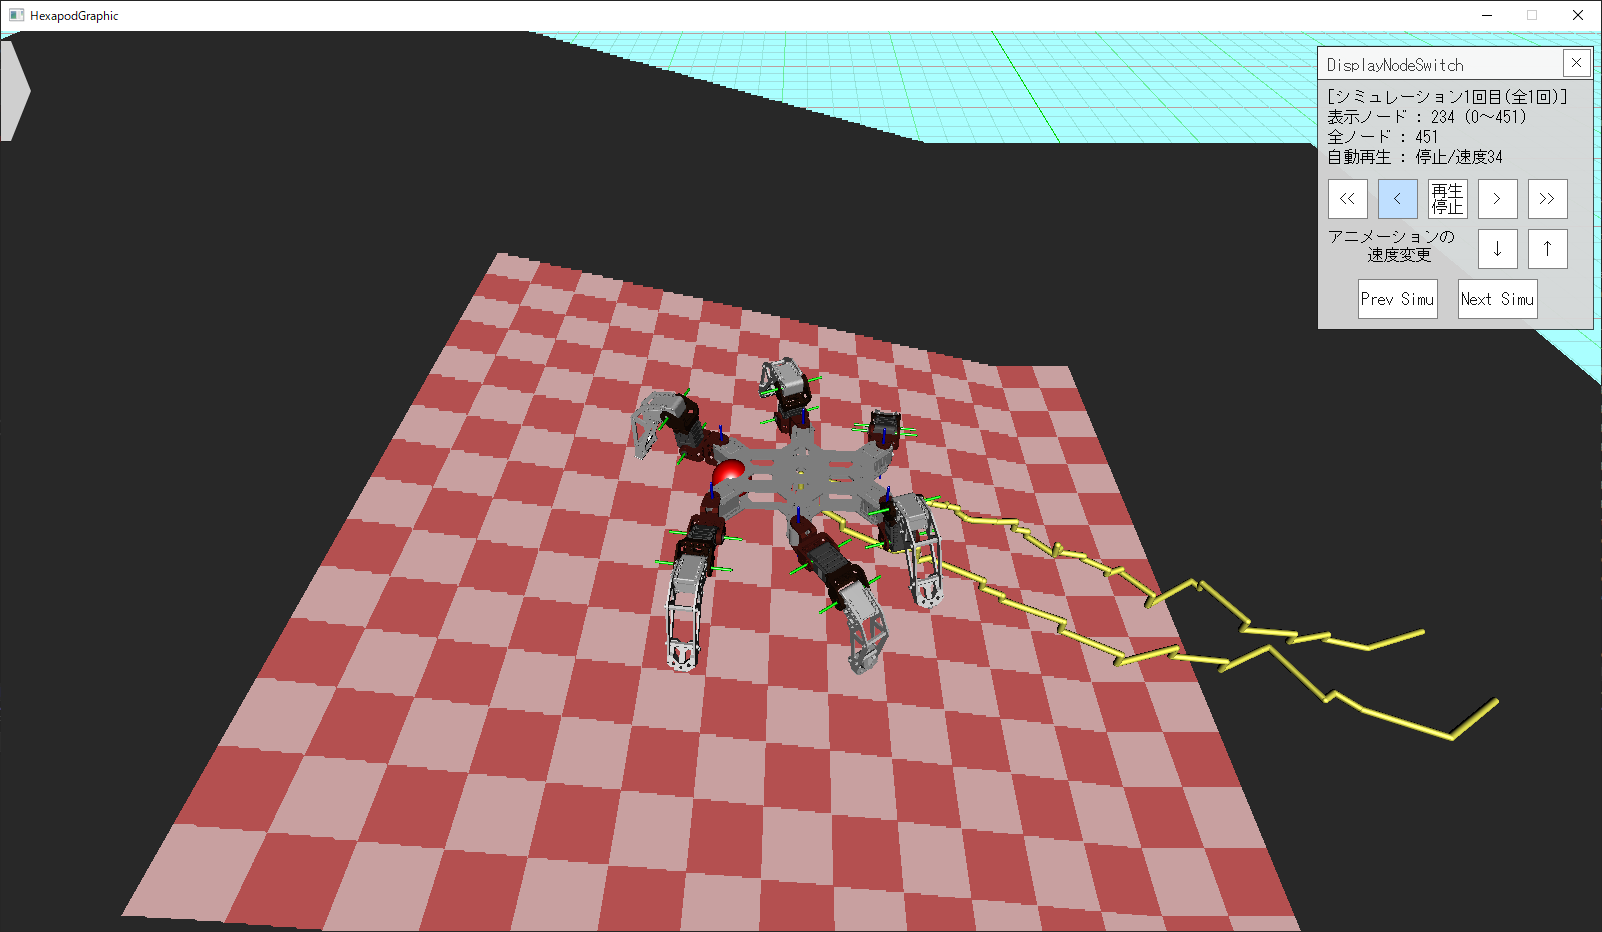 HexapodGraphic
DisplayNodeSwitch
[シミュレーション1回目(全1回)]
表示ノード : 234 (0～451)
全ノード : 451
自動再生 : 停止/速度34
<< < 再生 > >>
停止
アニメーションの
速度変更 ↓ ↑
Prev Simu Next Simu